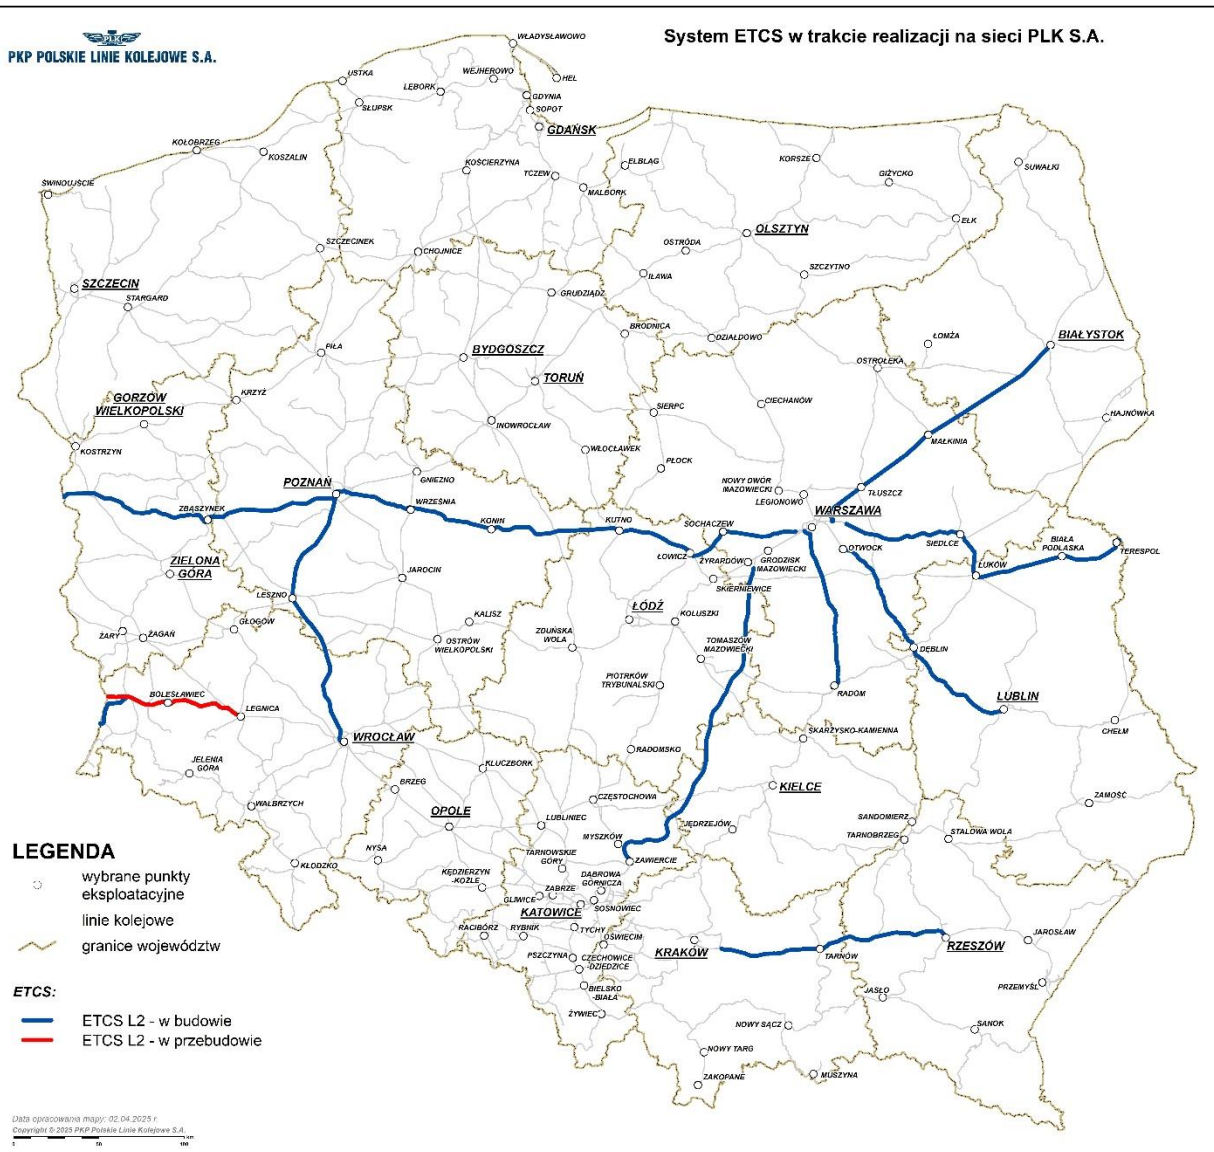 PLK
PKP POLSKIE LINIE KOLEJOWE S.A.
System ETCS w trakcie realizacji na sieci PLK S.A.
WŁADYSŁAWOWO
USTKA
WEJHEROWO
HEL
LĘBORK
GDYNIA
SŁUPSK
SOPOT
GDAŃSK
KOŁOBRZEG
KOSZALIN
KOŚCIERZYNA
TCZEW
ELBLĄG
KORSZE
SUWAŁKI
GIŻYCKO
ŚWINOUJŚCIE
MALBORK
EŁK
OLSZTYN
SZCZECINEK
CHOJNICE
OSTRÓDA
IŁAWA
SZCZYTNO
SZCZECIN
STARGARD
GRUDZIĄDZ
BRODNICA
DZIAŁDOWO
ŁOMŻA
BIAŁYSTOK
PIŁA
BYDGOSZCZ
OSTROŁĘKA
TORUŃ
KRZYŻ
GORZÓW
WIELKOPOLSKI
SIERPC
CIECHANÓW
HAJNÓWKA
INOWROCŁAW
MAŁKINIA
KOSTRZYN
WŁOCŁAWEK
PŁOCK
GNIEZNO
POZNAŃ
NOWY DWÓR
MAZOWIECKI
LEGIONOWO
TŁUSZCZ
WRZEŚNIA
ZBĄSZYNEK
KONIN
KUTNO
SOCHACZEW
WARSZAWA
SIEDLCE
BIAŁA
PODLASKA
TERESPOL
OTWOCK
ŁOWICZ
ŻYRARDÓW
GRODZISK
MAZOWIECKI
ZIELONA
GÓRA
JAROCIN
ŁUKÓW
SKIERNIEWICE
LESZNO
ŁÓDŹ
KOLUSZKI
GŁOGÓW
KALISZ
ŻARY
ŻAGAŃ
ZDUŃSKA
WOLA
OSTRÓW
WIELKOPOLSKI
TOMASZÓW
MAZOWIECKI
DĘBLIN
PIOTRKÓW
TRYBUNALSKI
RADOM
LUBLIN
BOLESŁAWIEC
LEGNICA
CHEŁM
WROCŁAW
SKARŻYSKO-KAMIENNA
RADOMSKO
JELENIA
GÓRA
KLUCZBORK
BRZEG
KIELCE
CZĘSTOCHOWA
ZAMOŚĆ
WAŁBRZYCH
OPOLE
LUBLINIEC
JĘDRZEJÓW
SANDOMIERZ
TARNOBRZEG
STALOWA WOLA
MYSZKÓW
NYSA
TARNOWSKIE
GÓRY
ZAWIERCIE
KŁODZKO
KĘDZIERZYN
-KOŹLE
DĄBROWA
GÓRNICZA
ZABRZE
GLIWICE
SOSNOWIEC
KATOWICE
RACIBÓRZ
RYBNIK
TYCHY
OŚWIĘCIM
KRAKÓW
TARNÓW
RZESZÓW
JAROSŁAW
PSZCZYNA
CZECHOWICE
-DZIEDZICE
BIELSKO
-BIAŁA
PRZEMYŚL
JASŁO
ŻYWIEC
NOWY SĄCZ
SANOK
NOWY TARG
ZAKOPANE
MUSZYNA
LEGENDA
wybrane punkty
eksploatacyjne
linie kolejowe
granice województw
ETCS:
ETCS L2 - w budowie
ETCS L2 - w przebudowie
Data opracowania mapy: 02.04.2025 r.
Copyright © 2025 PKP Polskie Linie Kolejowe S.A.
km
0 50 100